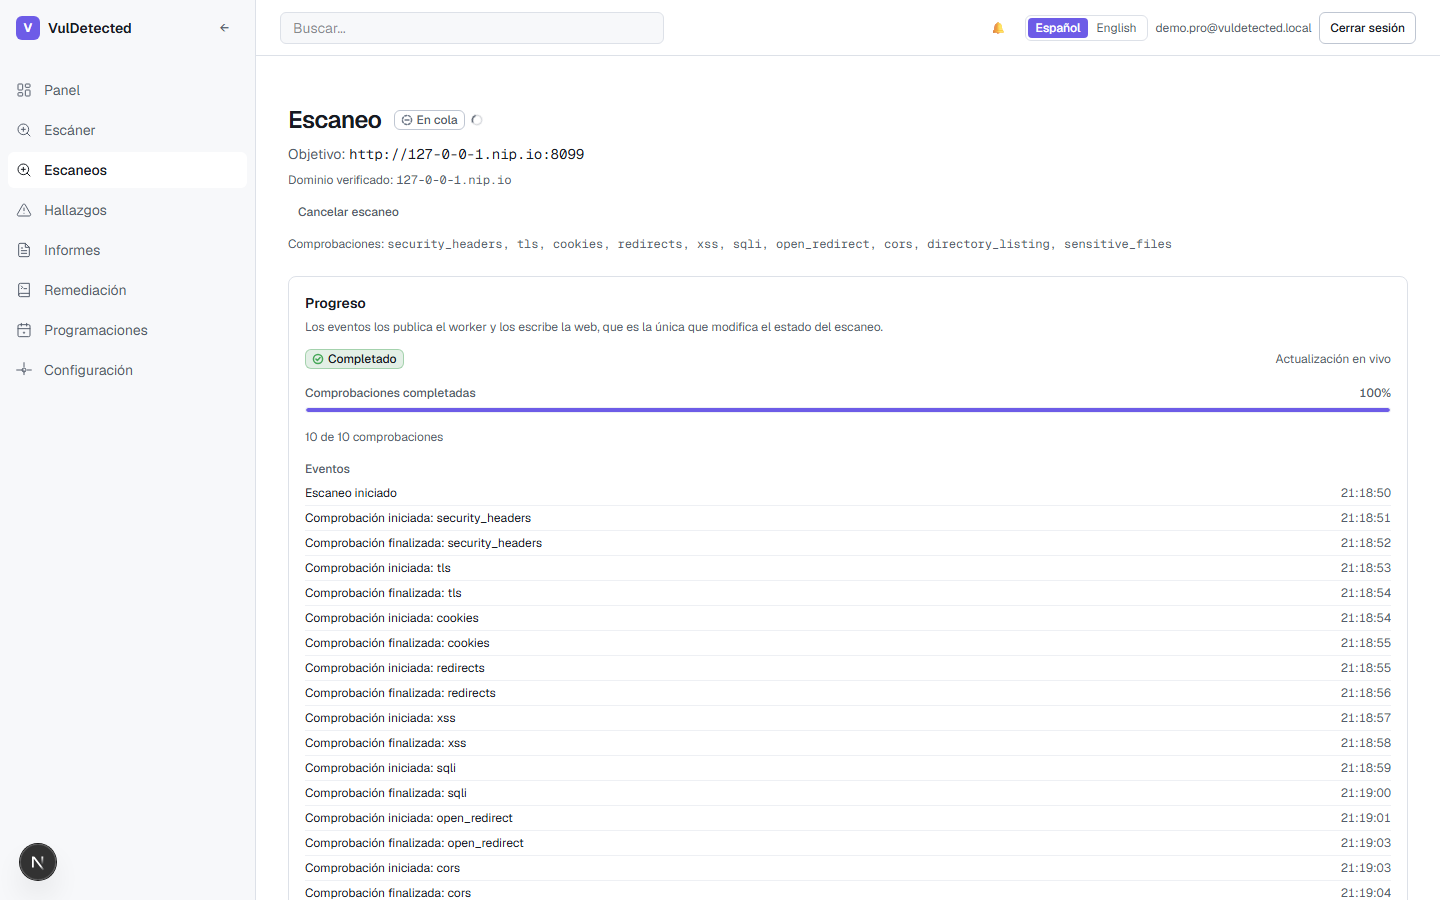 V VulDetected
Buscar...
Español English demo.pro@vuldetected.local Cerrar sesión
Panel
Escáner
Escaneos
Hallazgos
Informes
Remediación
Programaciones
Configuración
N
Escaneo En cola
Objetivo: http://127-0-0-1.nip.io:8099
Dominio verificado: 127-0-0-1.nip.io
Cancelar escaneo
Comprobaciones: security_headers, tls, cookies, redirects, xss, sqli, open_redirect, cors, directory_listing, sensitive_files
Progreso
Los eventos los publica el worker y los escribe la web, que es la única que modifica el estado del escaneo.
Completado Actualización en vivo
Comprobaciones completadas 100%
10 de 10 comprobaciones
Eventos
Escaneo iniciado 21:18:50
Comprobación iniciada: security_headers 21:18:51
Comprobación finalizada: security_headers 21:18:52
Comprobación iniciada: tls 21:18:53
Comprobación finalizada: tls 21:18:54
Comprobación iniciada: cookies 21:18:54
Comprobación finalizada: cookies 21:18:55
Comprobación iniciada: redirects 21:18:55
Comprobación finalizada: redirects 21:18:56
Comprobación iniciada: xss 21:18:57
Comprobación finalizada: xss 21:18:58
Comprobación iniciada: sqli 21:18:59
Comprobación finalizada: sqli 21:19:00
Comprobación iniciada: open_redirect 21:19:01
Comprobación finalizada: open_redirect 21:19:03
Comprobación iniciada: cors 21:19:03
Comprobación finalizada: cors 21:19:04